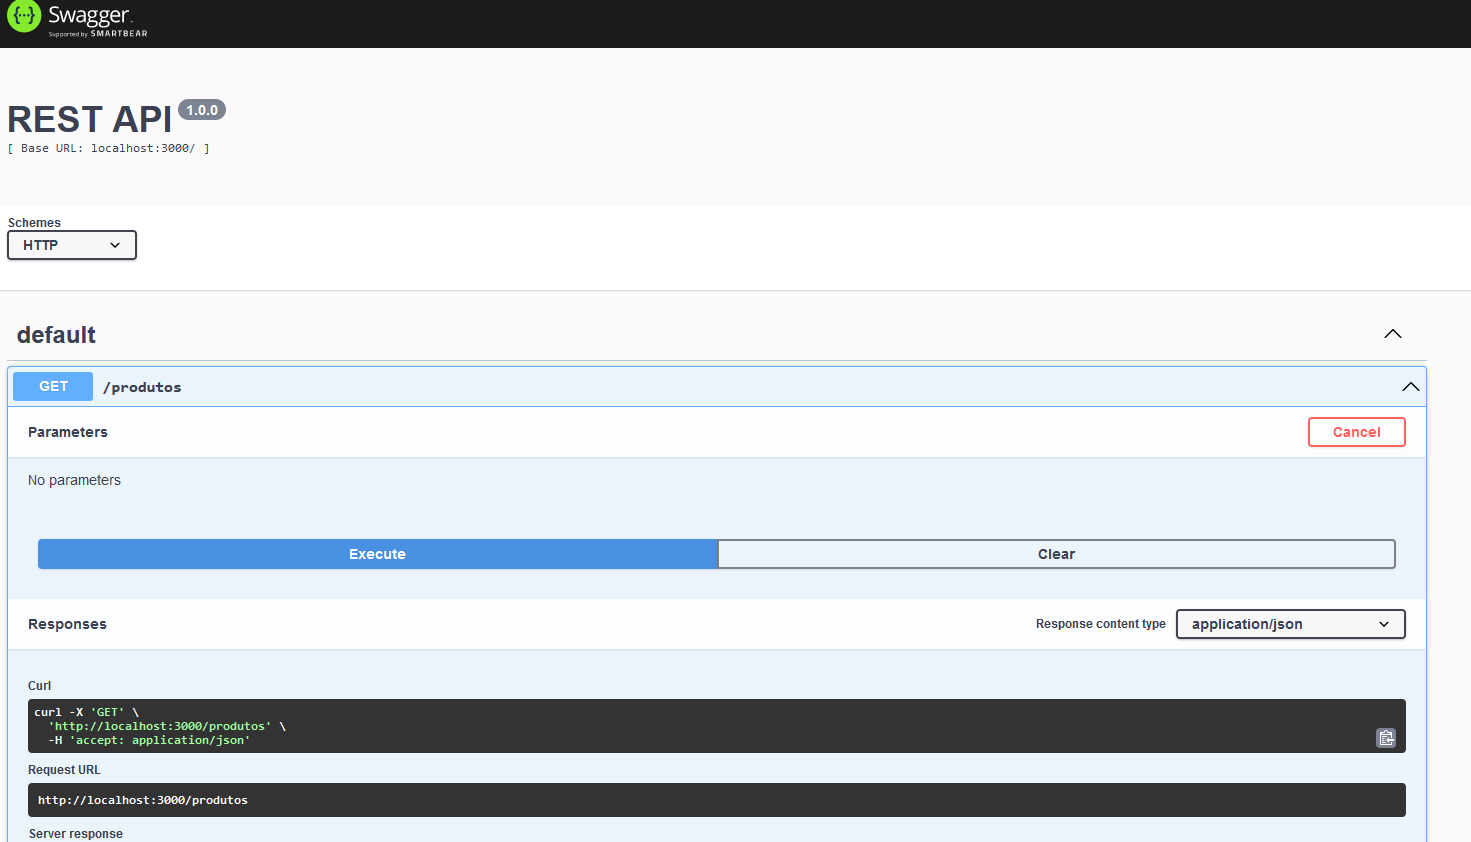 Swagger.
Supported by SMARTBEAR
REST API 1.0.0
[ Base URL: localhost:3000/ ]
Schemes
HTTP
default
GET /produtos
Parameters
Cancel
No parameters
Execute
Clear
Responses
Response content type
application/json
Curl
curl -X 'GET' \
'http://localhost:3000/produtos' \
-H 'accept: application/json'
Request URL
http://localhost:3000/produtos
Server response